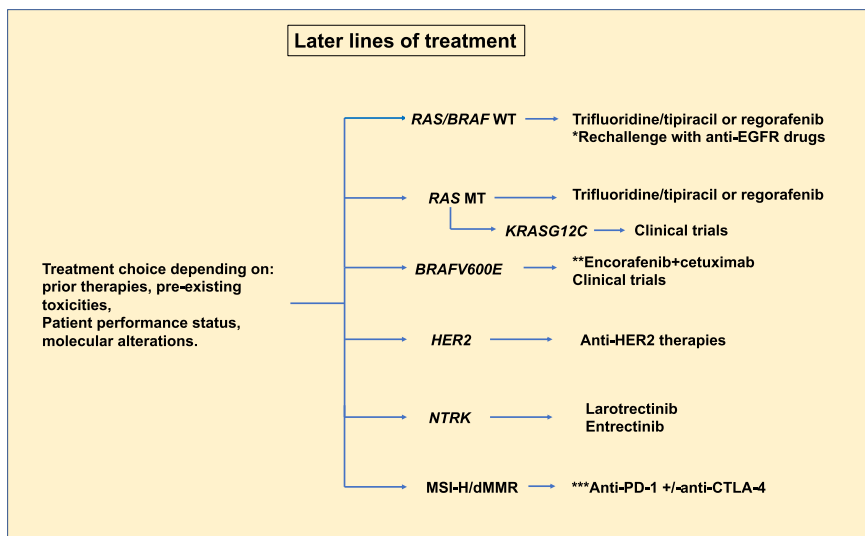 Later lines of treatment
RAS/BRAF WT
Trifluoridine/tipiracil or regorafenib
*Rechallenge with anti-EGFR drugs
RAS MT
Trifluoridine/tipiracil or regorafenib
KRASG12C
Clinical trials
Treatment choice depending on:
prior therapies, pre-existing
toxicities,
Patient performance status,
molecular alterations.
BRAFV600E
**Encorafenib+cetuximab
Clinical trials
HER2
Anti-HER2 therapies
NTRK
Larotrectinib
Entrectinib
MSI-H/dMMR
***Anti-PD-1 +/-anti-CTLA-4